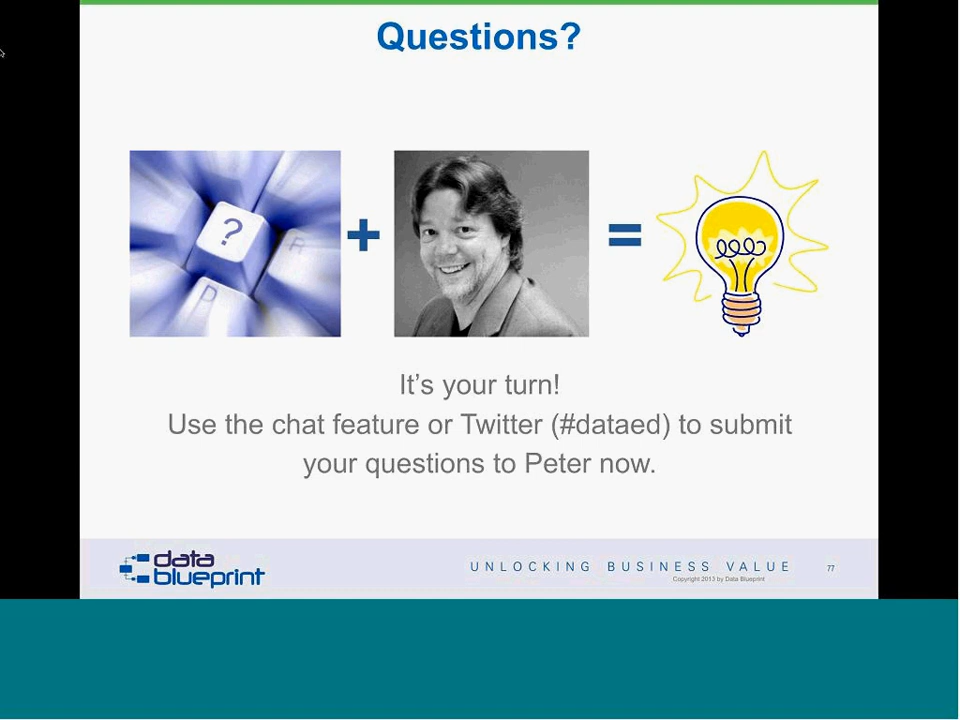 Questions?
?
R
P
+
=
It’s your turn!
Use the chat feature or Twitter (#dataed) to submit
your questions to Peter now.
data
blueprint
UNLOCKING BUSINESS VALUE
77
Copyright 2013 by Data Blueprint